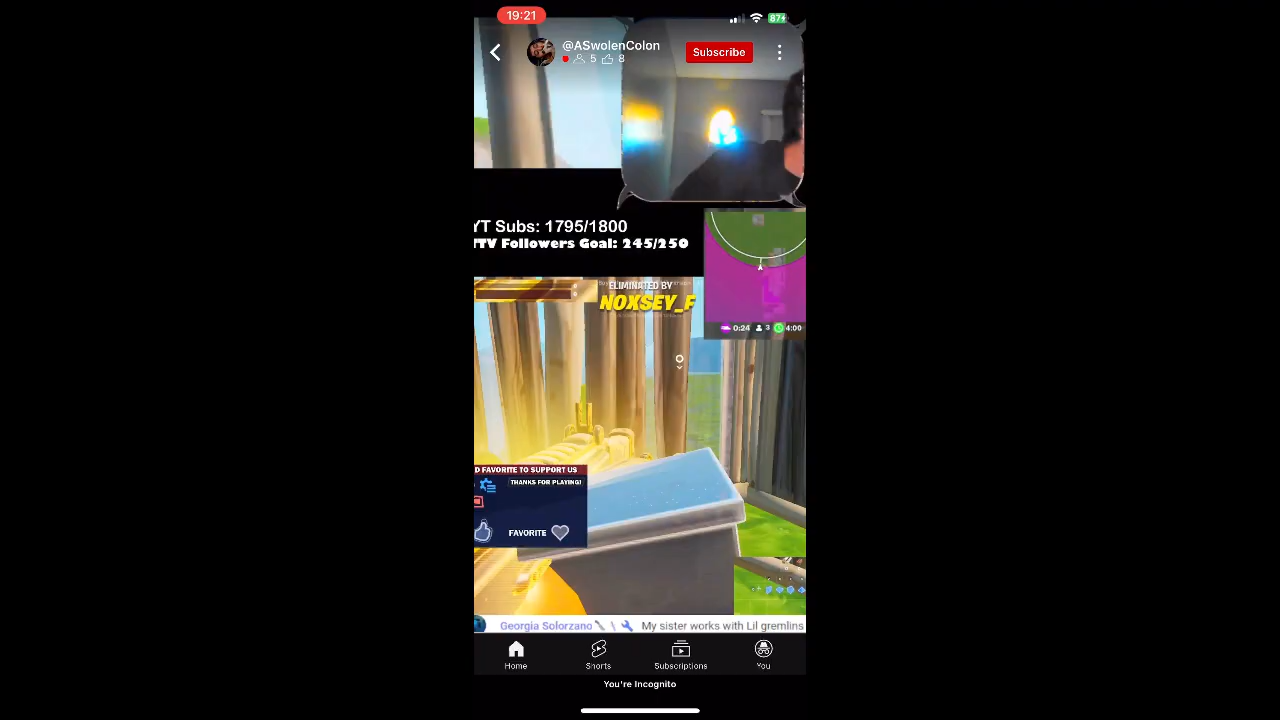 19:21
87
@ASwolenColon
5 8
Subscribe
YT Subs: 1795/1800
TTV Followers Goal: 245/250
ELIMINATED BY
NOXSEY_F
0:24 3 4:00
D FAVORITE TO SUPPORT US
THANKS FOR PLAYING!
FAVORITE
Georgia Solorzano My sister works with Lil gremlins
Home Shorts Subscriptions You
You're Incognito